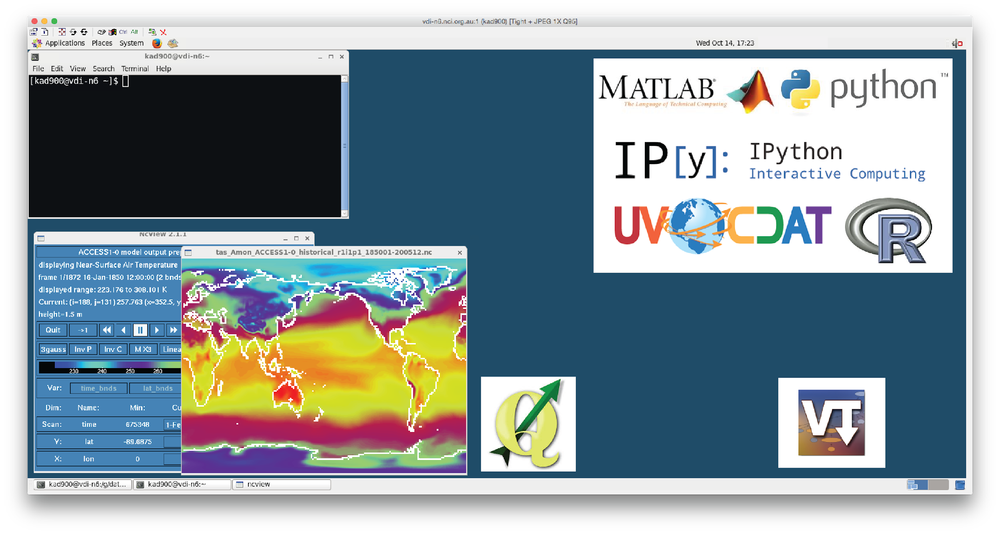 vdi-n6.nci.org.au:1 (kad900) [Tight + JPEG 1X Q95]
Ctrl Alt
Applications Places System
Wed Oct 14, 17:23
kad900@vdi-n6:~
File Edit View Search Terminal Help
[kad900@vdi-n6 ~]$
MATLAB®
The Language of Technical Computing
python™
IP[y]:
IPython
Interactive Computing
UV CDAT
R
Ncview 2.1.1
ACCESS1-0 model output prep
displaying Near-Surface Air Temperature
frame 1/1872 16-Jan-1850 12:00:00 (2 bnds
displayed range: 223.176 to 308.101 K
Current: (i=188, j=131) 257.763 (x=352.5, y
height=1.5 m
Quit ->1
3gauss Inv P Inv C M X3 Linea
230 240 250 260
Var: time_bnds lat_bnds
Dim: Name: Min: Cu
Scan: time 675348 1-Fe
Y: lat -89.6875
X: lon 0
tas_Amon_ACCESS1-0_historical_r1i1p1_185001-200512.nc
Q
VT
kad900@vdi-n6:/g/dat...
kad900@vdi-n6:~
ncview